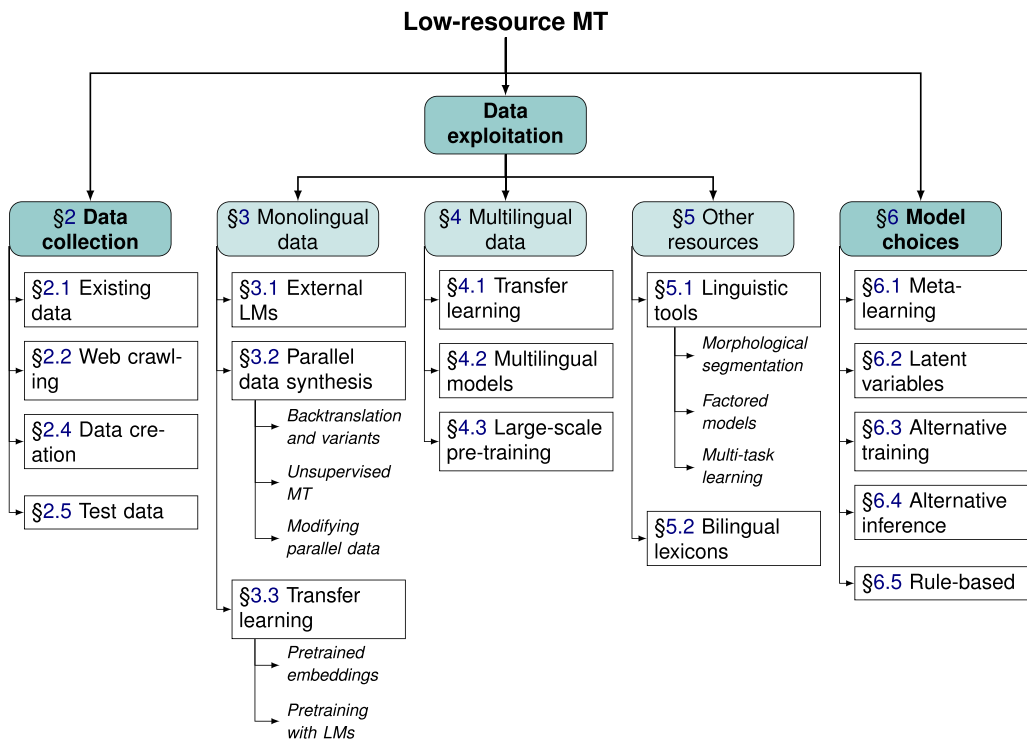 Low-resource MT
Data
exploitation
§2 Data
collection
§2.1 Existing
data
§2.2 Web crawl-
ing
§2.4 Data cre-
ation
§2.5 Test data
§3 Monolingual
data
§3.1 External
LMs
§3.2 Parallel
data synthesis
Backtranslation
and variants
Unsupervised
MT
Modifying
parallel data
§3.3 Transfer
learning
Pretrained
embeddings
Pretraining
with LMs
§4 Multilingual
data
§4.1 Transfer
learning
§4.2 Multilingual
models
§4.3 Large-scale
pre-training
§5 Other
resources
§5.1 Linguistic
tools
Morphological
segmentation
Factored
models
Multi-task
learning
§5.2 Bilingual
lexicons
§6 Model
choices
§6.1 Meta-
learning
§6.2 Latent
variables
§6.3 Alternative
training
§6.4 Alternative
inference
§6.5 Rule-based